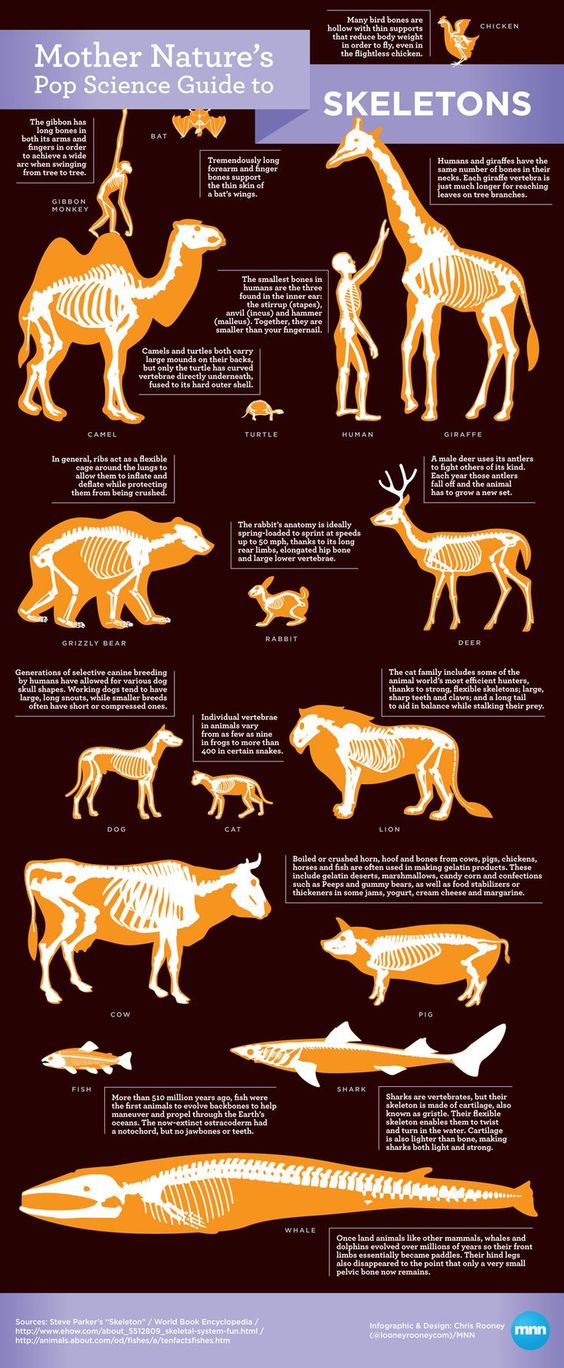 Many bird bones are
hollow with thin supports
that reduce body weight
in order to fly, even in
the flightless chicken.
CHICKEN
Mother Nature's
Pop Science Guide to
SKELETONS
The gibbon has
long bones in
both its arms and
fingers in order
to achieve a wide
arc when swinging
from tree to tree.
GIBBON
MONKEY
BAT
Tremendously long
forearm and finger
bones support
the thin skin of
a bat's wings.
Humans and giraffes have the
same number of bones in their
necks. Each giraffe vertebra is
just much longer for reaching
leaves on tree branches.
The smallest bones in
humans are the three
found in the inner ear:
the stirrup (stapes),
anvil (incus) and hammer
(malleus). Together, they are
smaller than your fingernail.
Camels and turtles both carry
large mounds on their backs,
but only the turtle has curved
vertebrae directly underneath,
fused to its hard outer shell.
CAMEL
TURTLE
HUMAN
GIRAFFE
In general, ribs act as a flexible
cage around the lungs to
allow them to inflate and
deflate while protecting
them from being crushed.
A male deer uses its antlers
to fight others of its kind.
Each year those antlers
fall off and the animal
has to grow a new set.
The rabbit's anatomy is ideally
spring-loaded to sprint at speeds
up to 50 mph, thanks to its long
rear limbs, elongated hip bone
and large lower vertebrae.
GRIZZLY BEAR
RABBIT
DEER
Generations of selective canine breeding
by humans have allowed for various dog
skull shapes. Working dogs tend to have
large, long snouts, while smaller breeds
often have short or compressed ones.
The cat family includes some of the
animal world's most efficient hunters,
thanks to strong, flexible skeletons; large,
sharp teeth and claws; and a long tail
to aid in balance while stalking their prey.
Individual vertebrae
in animals vary
from as few as nine
in frogs to more than
400 in certain snakes.
DOG
CAT
LION
Boiled or crushed horn, hoof and bones from cows, pigs, chickens,
horses and fish are often used in making gelatin products. These
include gelatin deserts, marshmallows, candy corn and confections
such as Peeps and gummy bears, as well as food stabilizers or
thickeners in some jams, yogurt, cream cheese and margarine.
COW
PIG
FISH
SHARK
More than 510 million years ago, fish were
the first animals to evolve backbones to help
maneuver and propel through the Earth's
oceans. The now-extinct ostracoderm had
a notochord, but no jawbones or teeth.
Sharks are vertebrates, but their
skeleton is made of cartilage, also
known as gristle. Their flexible
skeleton enables them to twist
and turn in the water. Cartilage
is also lighter than bone, making
sharks both light and strong.
WHALE
Once land animals like other mammals, whales and
dolphins evolved over millions of years so their front
limbs essentially became paddles. Their hind legs
also disappeared to the point that only a very small
pelvic bone now remains.
Sources: Steve Parker's "Skeleton" / World Book Encyclopedia /
http://www.ehow.com/about_5512809_skeletal-system-fun.html /
http://animals.about.com/od/fishes/a/tenfactsfishes.htm
Infographic & Design: Chris Rooney
(@looneyrooneycom)/MNN
mnn